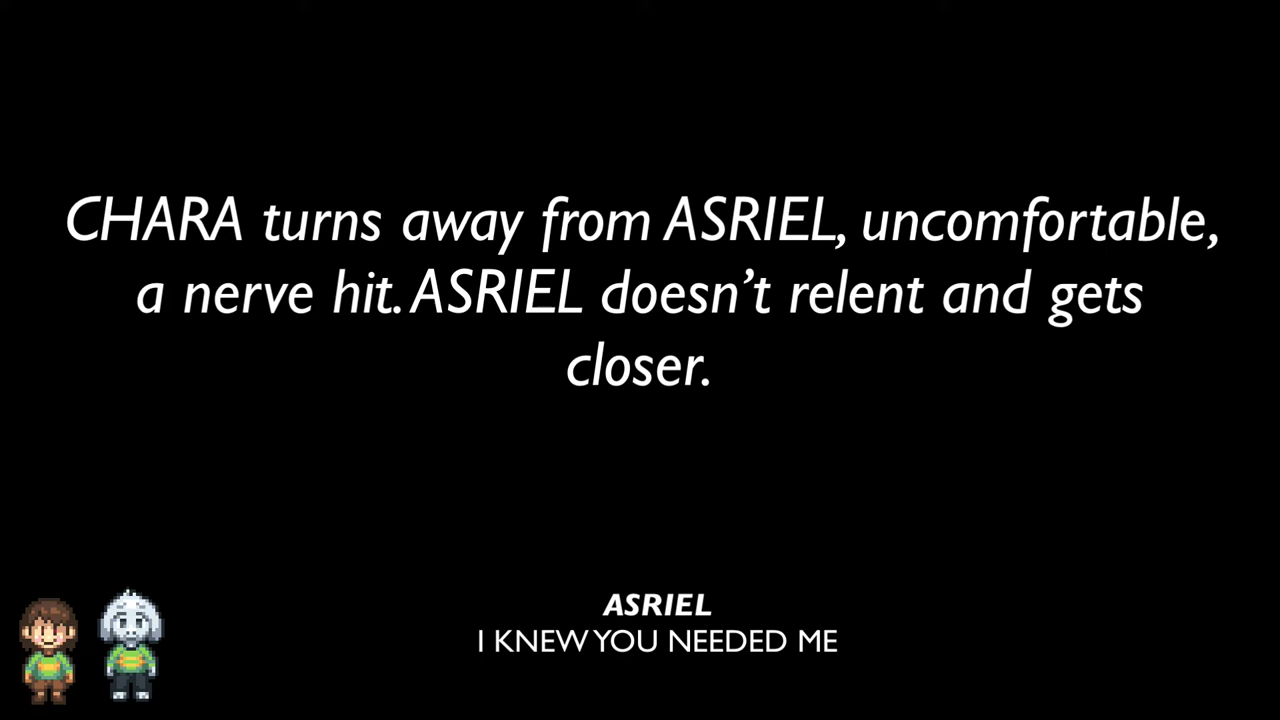 CHARA turns away from ASRIEL, uncomfortable,
a nerve hit. ASRIEL doesn’t relent and gets
closer.
ASRIEL
I KNEW YOU NEEDED ME